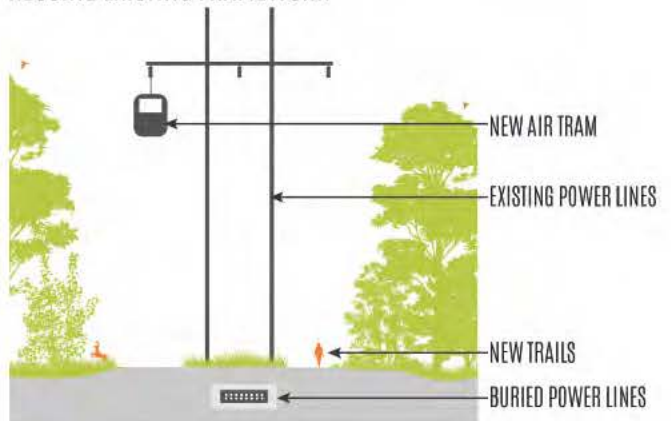 NEW AIR TRAM
EXISTING POWER LINES
NEW TRAILS
BURIED POWER LINES